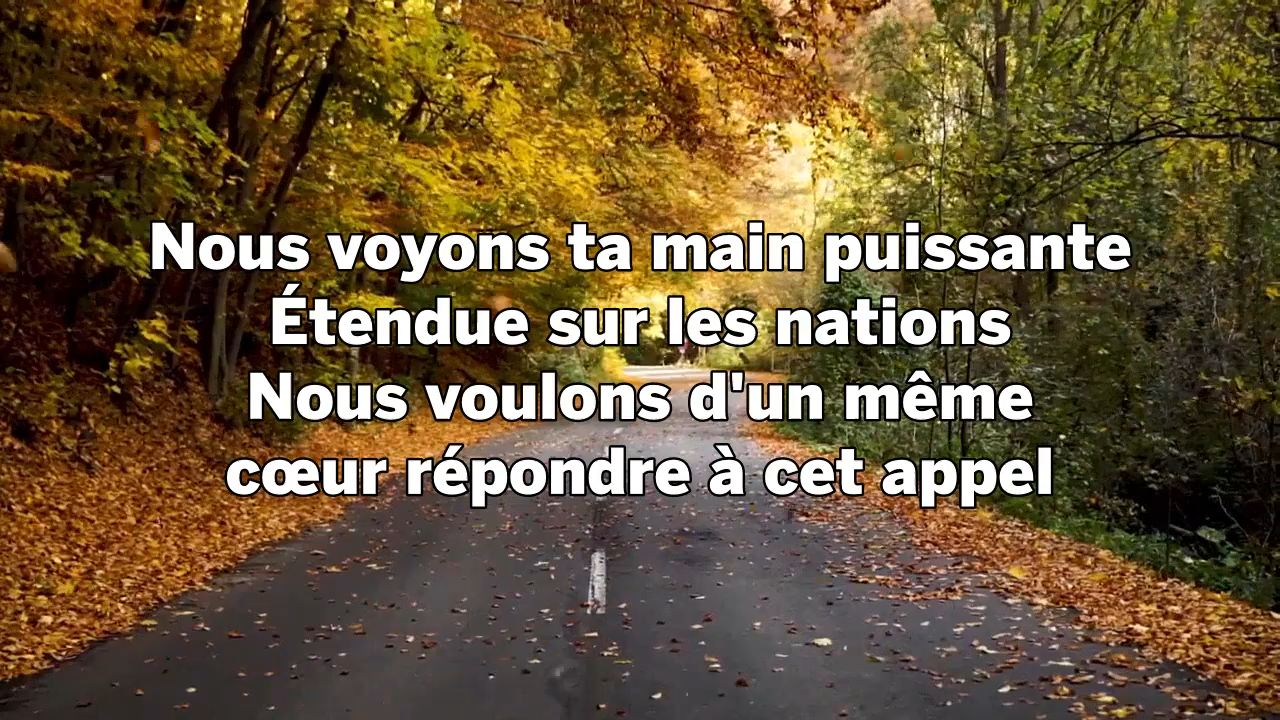 Nous voyons ta main puissante
Étendue sur les nations
Nous voulons d'un même
cœur répondre à cet appel